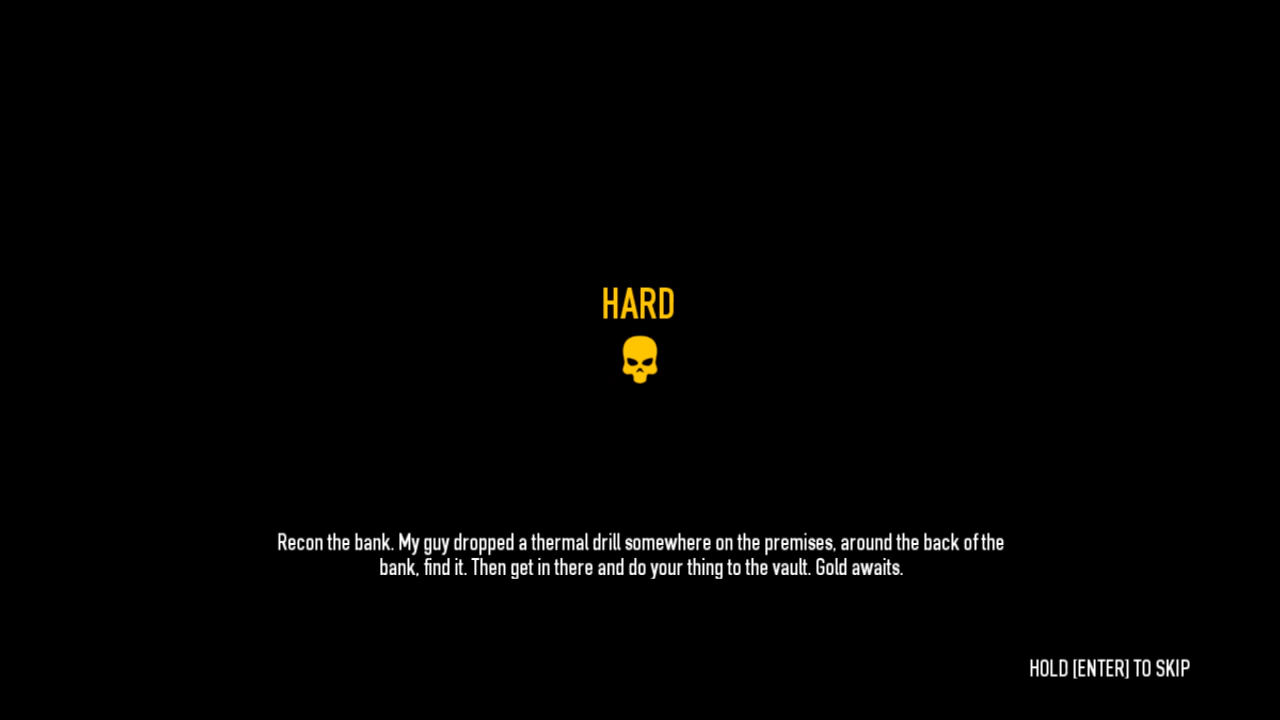 HARD
Recon the bank. My guy dropped a thermal drill somewhere on the premises, around the back of the
bank, find it. Then get in there and do your thing to the vault. Gold awaits.
HOLD [ENTER] TO SKIP